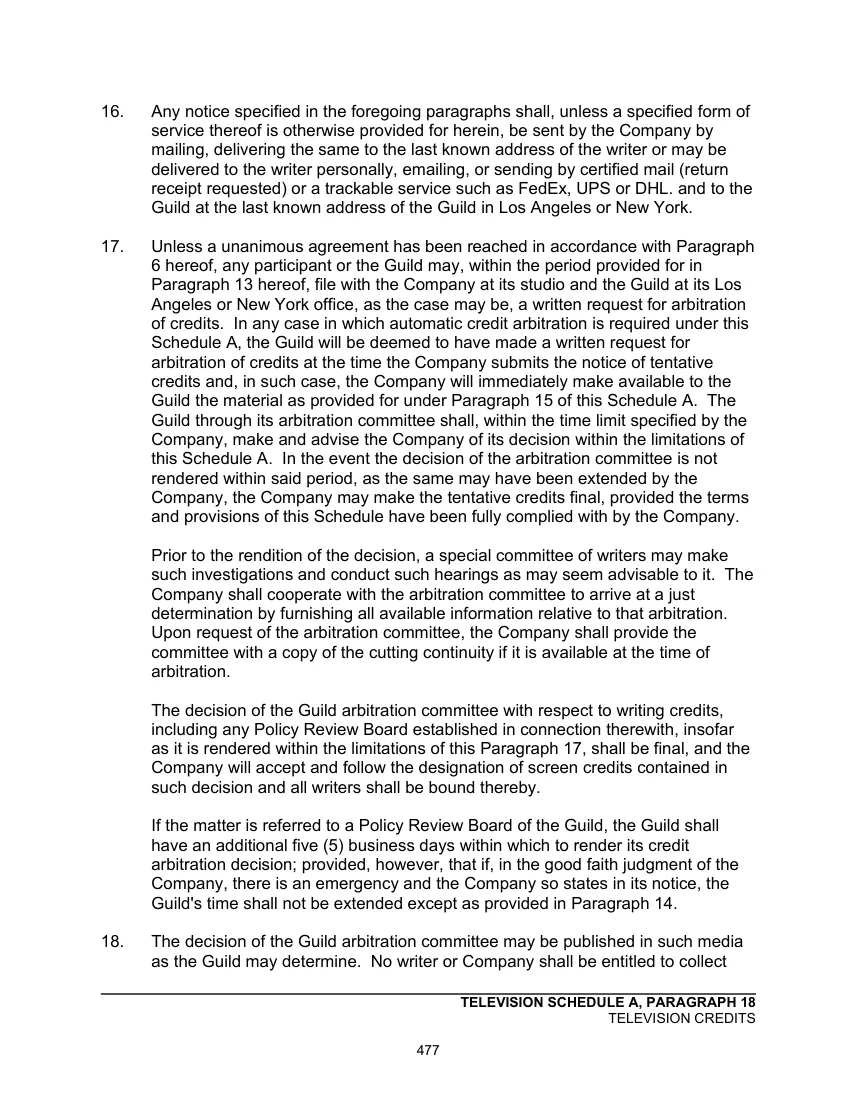 16. Any notice specified in the foregoing paragraphs shall, unless a specified form of
service thereof is otherwise provided for herein, be sent by the Company by
mailing, delivering the same to the last known address of the writer or may be
delivered to the writer personally, emailing, or sending by certified mail (return
receipt requested) or a trackable service such as FedEx, UPS or DHL. and to the
Guild at the last known address of the Guild in Los Angeles or New York.
17. Unless a unanimous agreement has been reached in accordance with Paragraph
6 hereof, any participant or the Guild may, within the period provided for in
Paragraph 13 hereof, file with the Company at its studio and the Guild at its Los
Angeles or New York office, as the case may be, a written request for arbitration
of credits. In any case in which automatic credit arbitration is required under this
Schedule A, the Guild will be deemed to have made a written request for
arbitration of credits at the time the Company submits the notice of tentative
credits and, in such case, the Company will immediately make available to the
Guild the material as provided for under Paragraph 15 of this Schedule A. The
Guild through its arbitration committee shall, within the time limit specified by the
Company, make and advise the Company of its decision within the limitations of
this Schedule A. In the event the decision of the arbitration committee is not
rendered within said period, as the same may have been extended by the
Company, the Company may make the tentative credits final, provided the terms
and provisions of this Schedule have been fully complied with by the Company.
Prior to the rendition of the decision, a special committee of writers may make
such investigations and conduct such hearings as may seem advisable to it. The
Company shall cooperate with the arbitration committee to arrive at a just
determination by furnishing all available information relative to that arbitration.
Upon request of the arbitration committee, the Company shall provide the
committee with a copy of the cutting continuity if it is available at the time of
arbitration.
The decision of the Guild arbitration committee with respect to writing credits,
including any Policy Review Board established in connection therewith, insofar
as it is rendered within the limitations of this Paragraph 17, shall be final, and the
Company will accept and follow the designation of screen credits contained in
such decision and all writers shall be bound thereby.
If the matter is referred to a Policy Review Board of the Guild, the Guild shall
have an additional five (5) business days within which to render its credit
arbitration decision; provided, however, that if, in the good faith judgment of the
Company, there is an emergency and the Company so states in its notice, the
Guild's time shall not be extended except as provided in Paragraph 14.
18. The decision of the Guild arbitration committee may be published in such media
as the Guild may determine. No writer or Company shall be entitled to collect
TELEVISION SCHEDULE A, PARAGRAPH 18
TELEVISION CREDITS
477